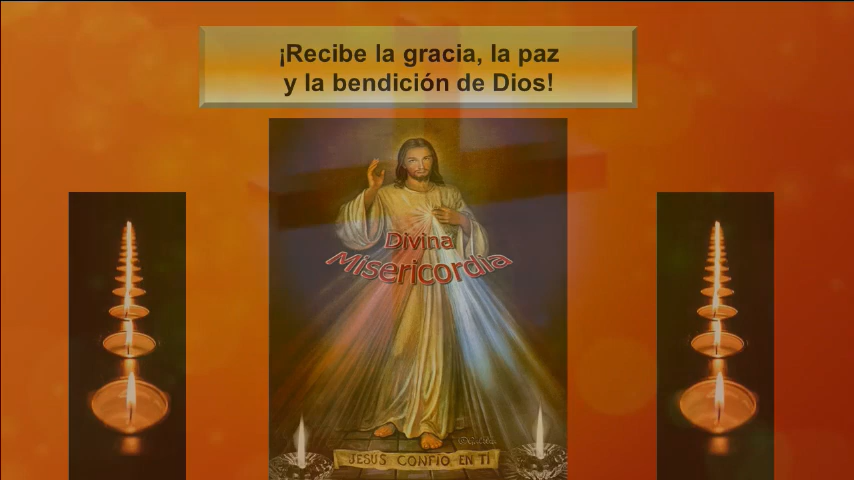 ¡Recibe la gracia, la paz
y la bendición de Dios!
Divina
Misericordia
JESUS CONFIO EN TI